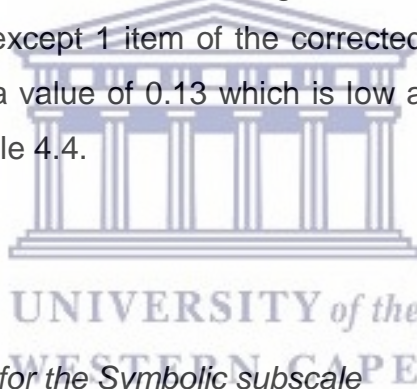 except 1 item of the corrected
a value of 0.13 which is low a
le 4.4.
UNIVERSITY of the
for the Symbolic subscale
WESTERN CAPE